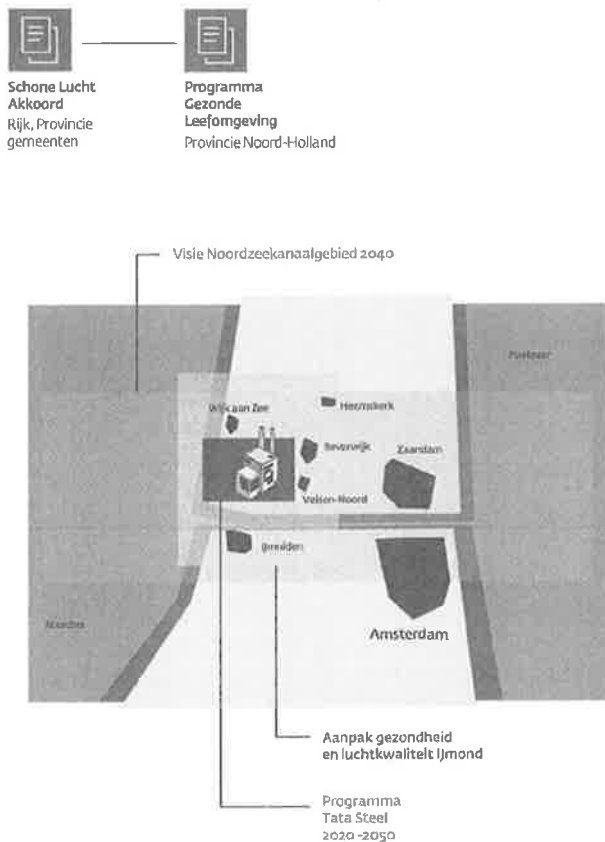 Schone Lucht
Akkoord
Rijk, Provincie
gemeenten
Programma
Gezonde
Leefomgeving
Provincie Noord-Holland
Visie Noordzeekanaalgebied 2040
Wijk aan Zee
Heemskerk
Beverwijk
Zaandam
Velsen-Noord
IJmuiden
Amsterdam
Noordzee
Aanpak gezondheid
en luchtkwaliteit IJmond
Programma
Tata Steel
2020-2050